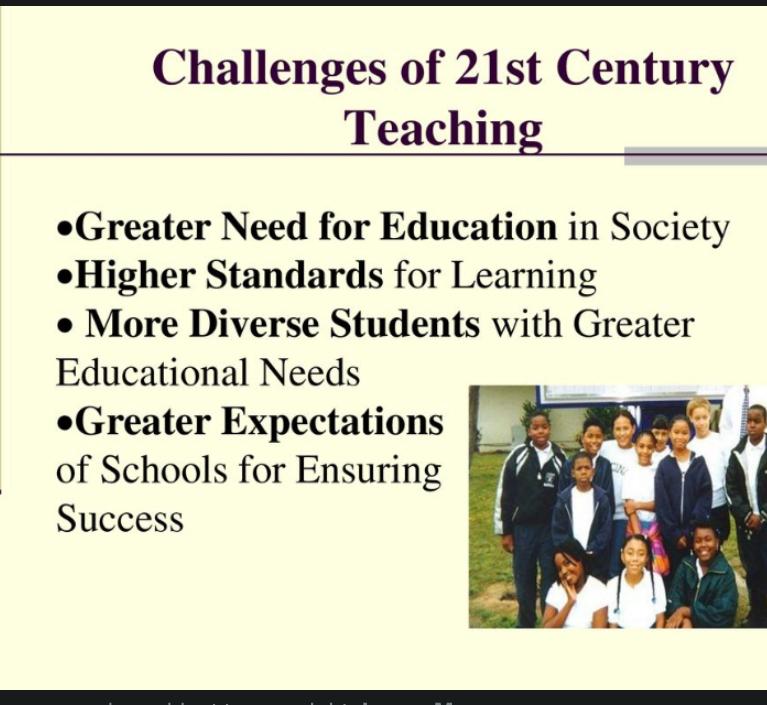 Challenges of 21st Century
Teaching
•Greater Need for Education in Society
•Higher Standards for Learning
• More Diverse Students with Greater
Educational Needs
•Greater Expectations
of Schools for Ensuring
Success